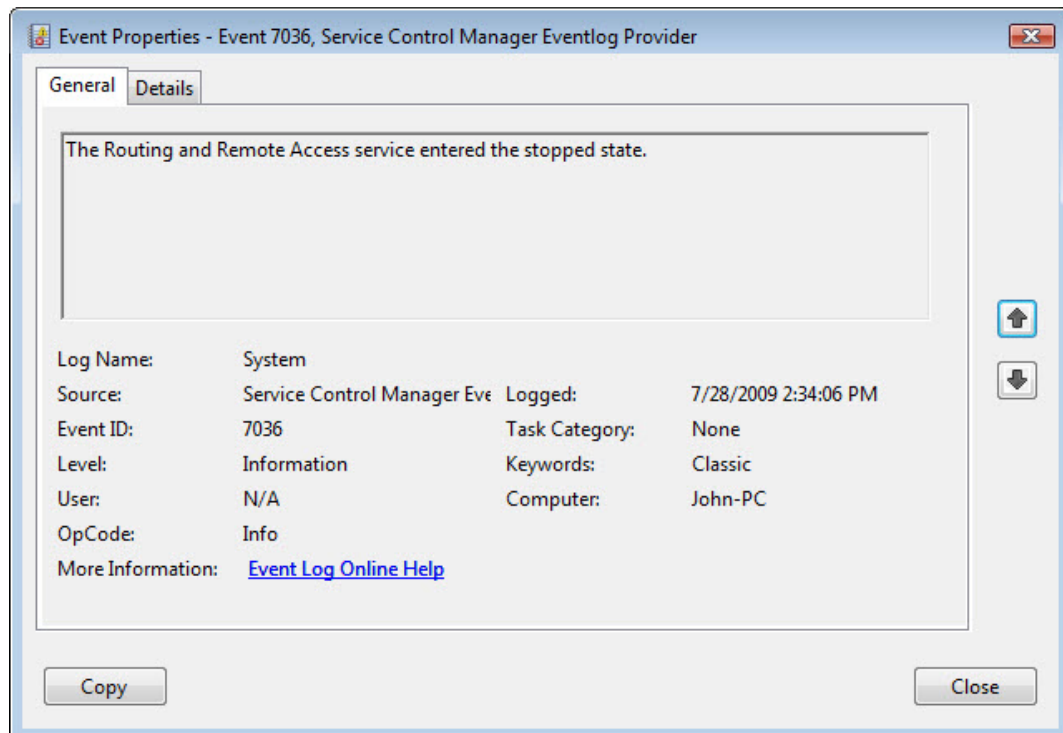 Event Properties - Event 7036, Service Control Manager Eventlog Provider
General Details
The Routing and Remote Access service entered the stopped state.
Log Name: System
Source: Service Control Manager Eve Logged: 7/28/2009 2:34:06 PM
Event ID: 7036 Task Category: None
Level: Information Keywords: Classic
User: N/A Computer: John-PC
OpCode: Info
More Information: Event Log Online Help
Copy Close